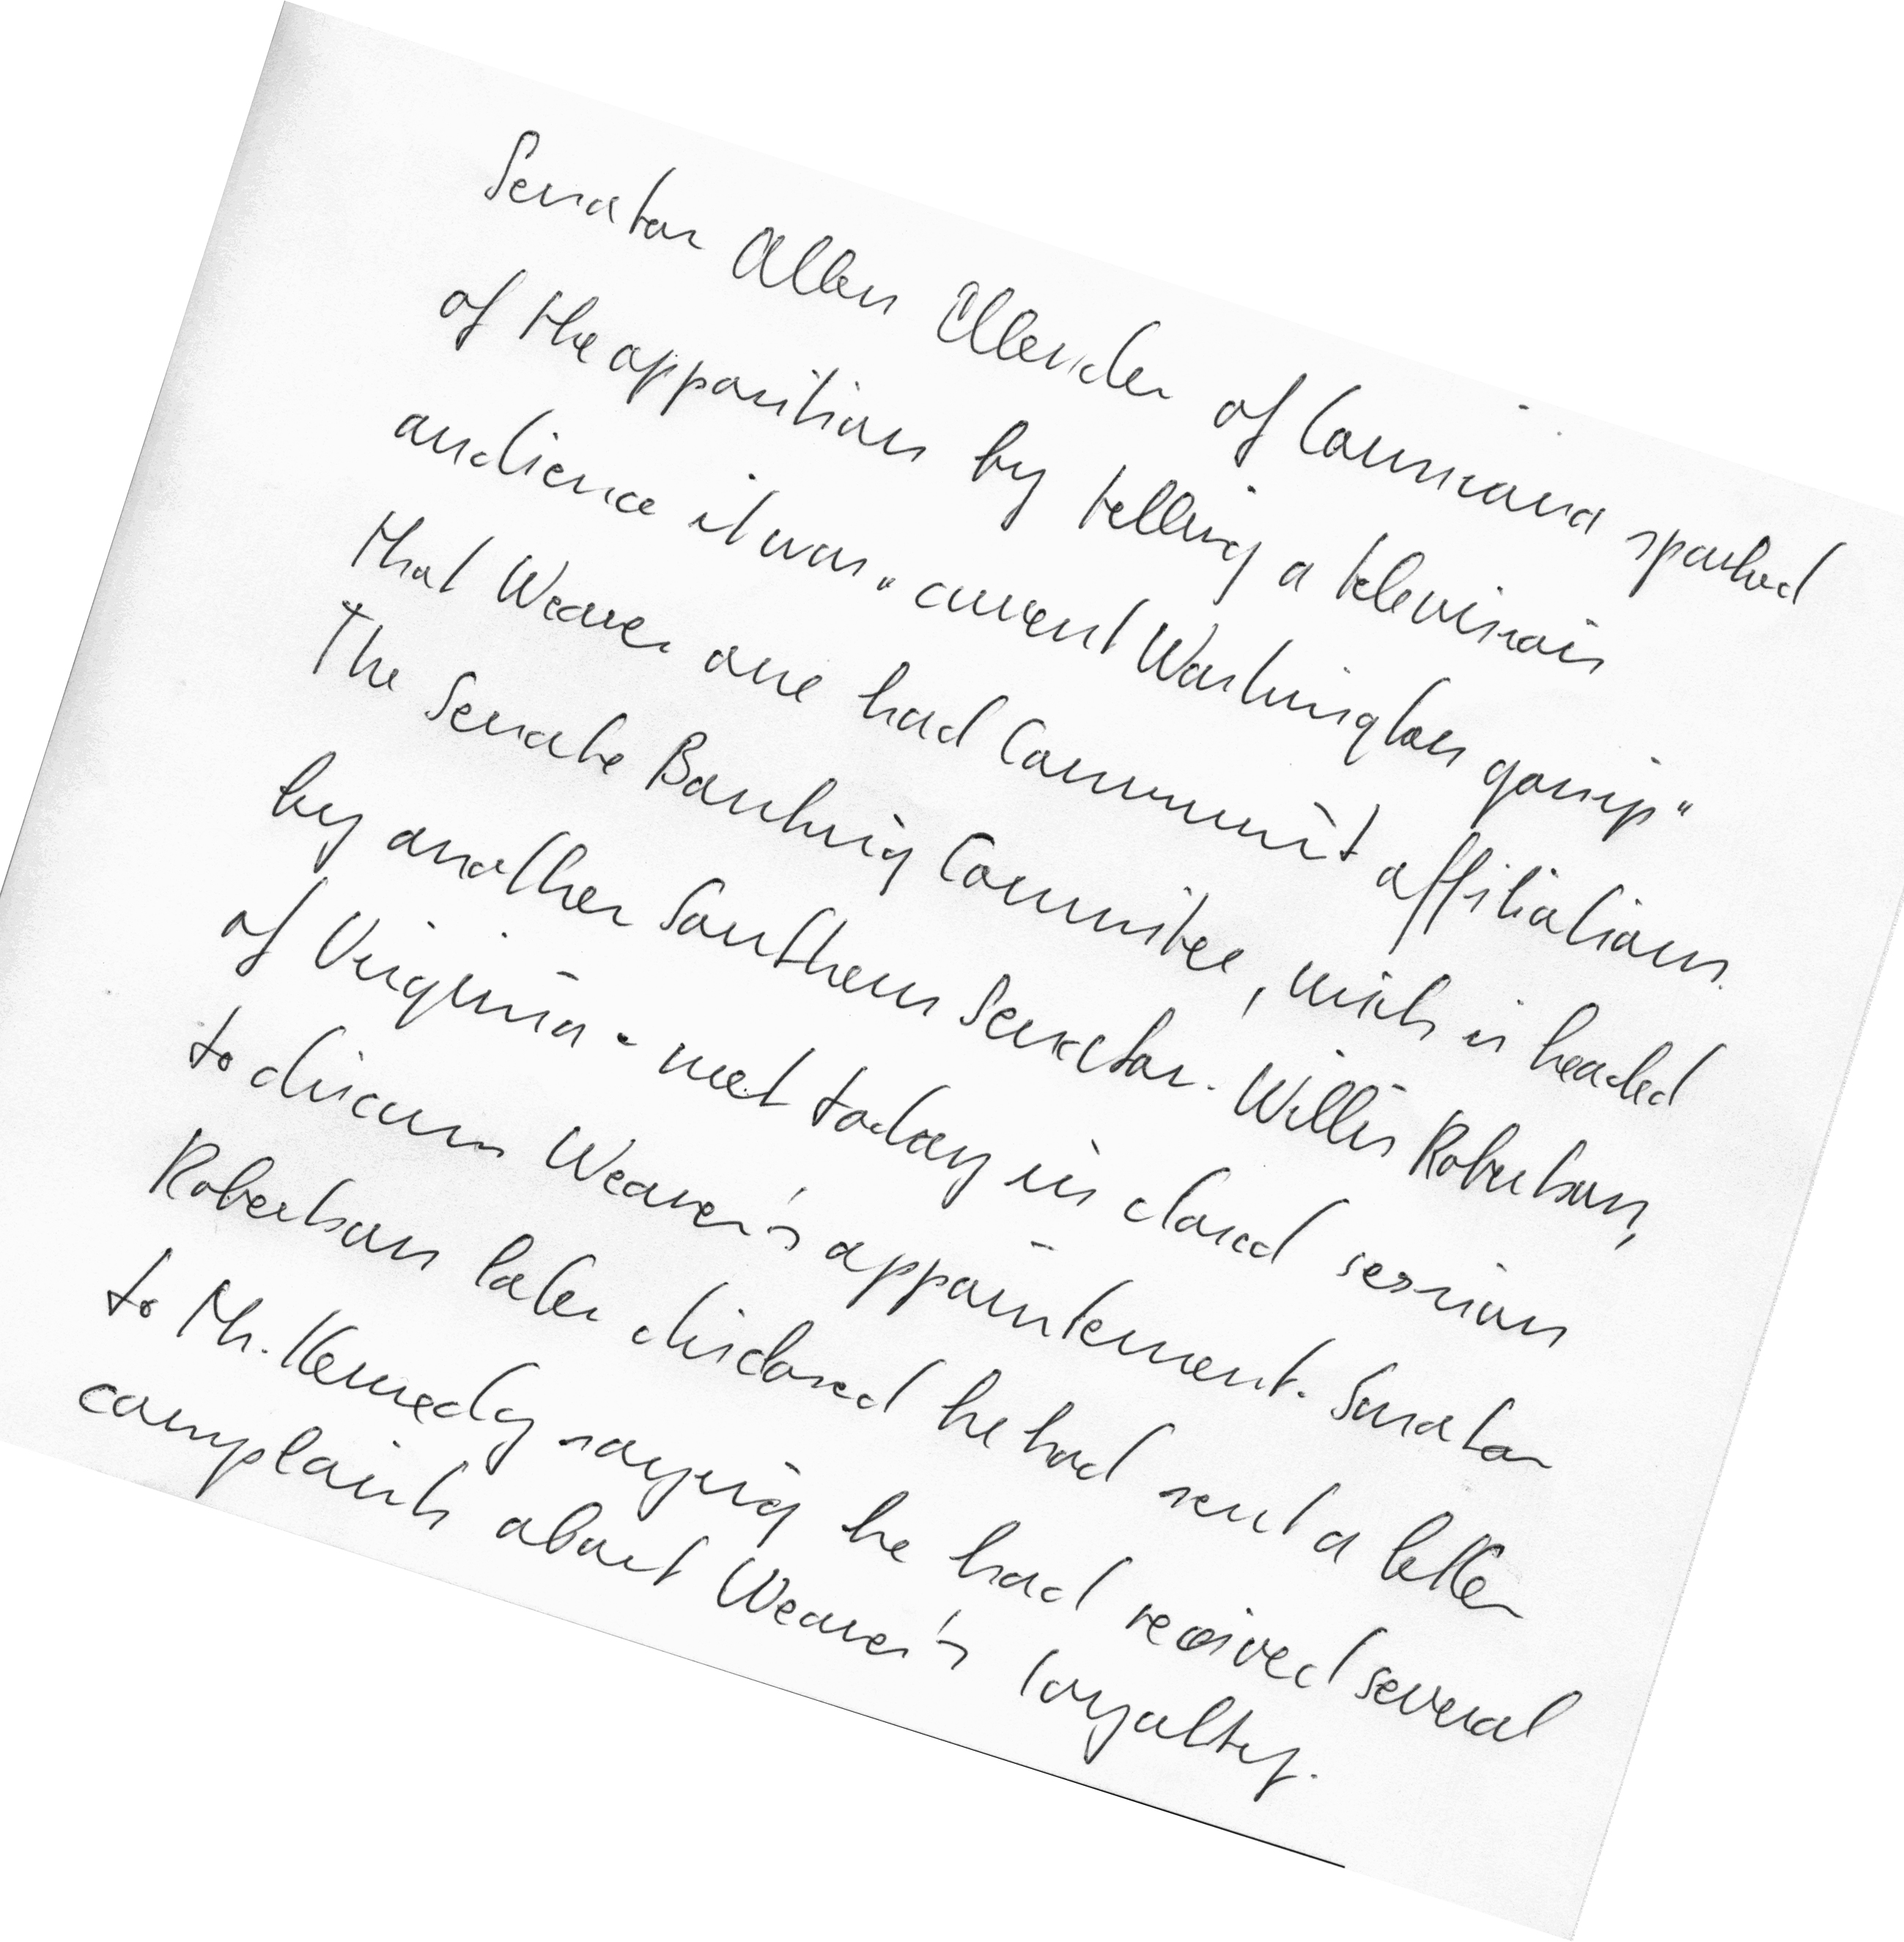 Senator Allen Ellender of Louisiana sparked
of the opposition by telling a television
audience it was "current Washington gossip"
that Weaver one had Communist affiliations.
The Senate Banking Committee, wich is headed
by another Southern Senator - Willis Robertson,
of Virginia - met today in closed session
to discuss Weaver's appointement. Senator
Robertson later disclosed he had sent a letter
to Mr. Kennedy saying he had received several
complaints about Weaver's loyalty.